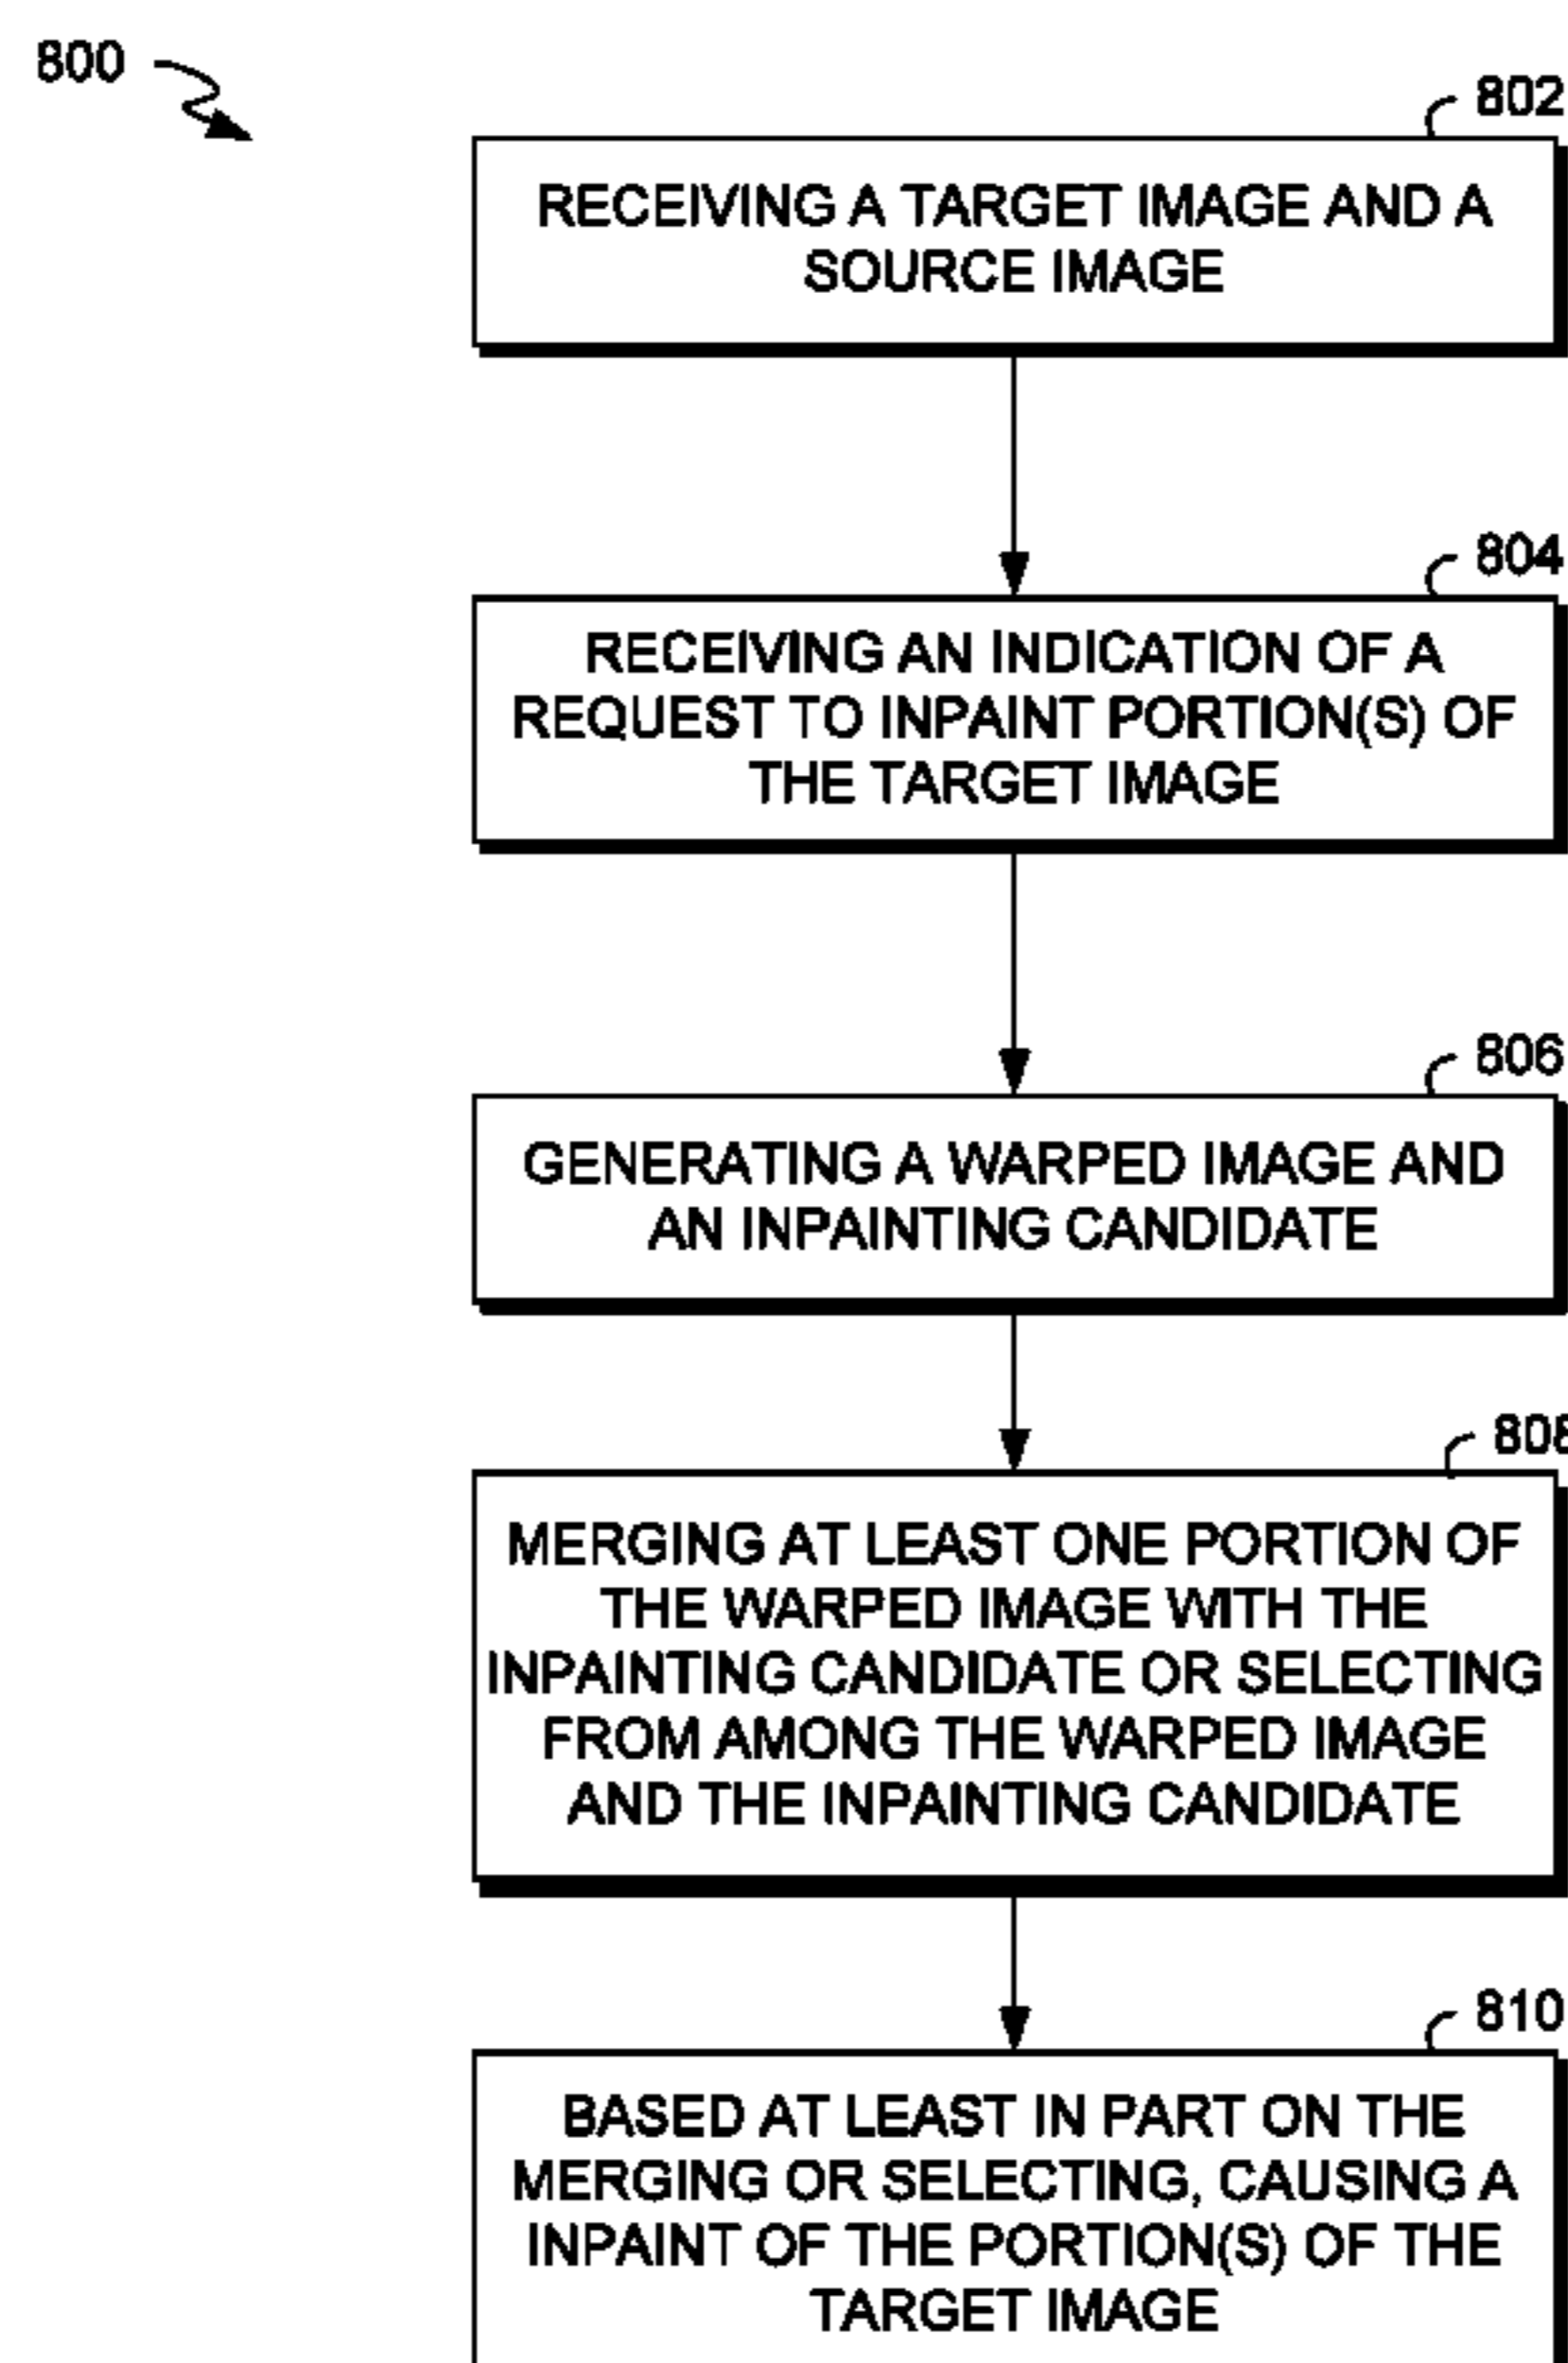 800
802
RECEIVING A TARGET IMAGE AND A
SOURCE IMAGE
804
RECEIVING AN INDICATION OF A
REQUEST TO INPAINT PORTION(S) OF
THE TARGET IMAGE
806
GENERATING A WARPED IMAGE AND
AN INPAINTING CANDIDATE
808
MERGING AT LEAST ONE PORTION OF
THE WARPED IMAGE WITH THE
INPAINTING CANDIDATE OR SELECTING
FROM AMONG THE WARPED IMAGE
AND THE INPAINTING CANDIDATE
810
BASED AT LEAST IN PART ON THE
MERGING OR SELECTING, CAUSING A
INPAINT OF THE PORTION(S) OF THE
TARGET IMAGE